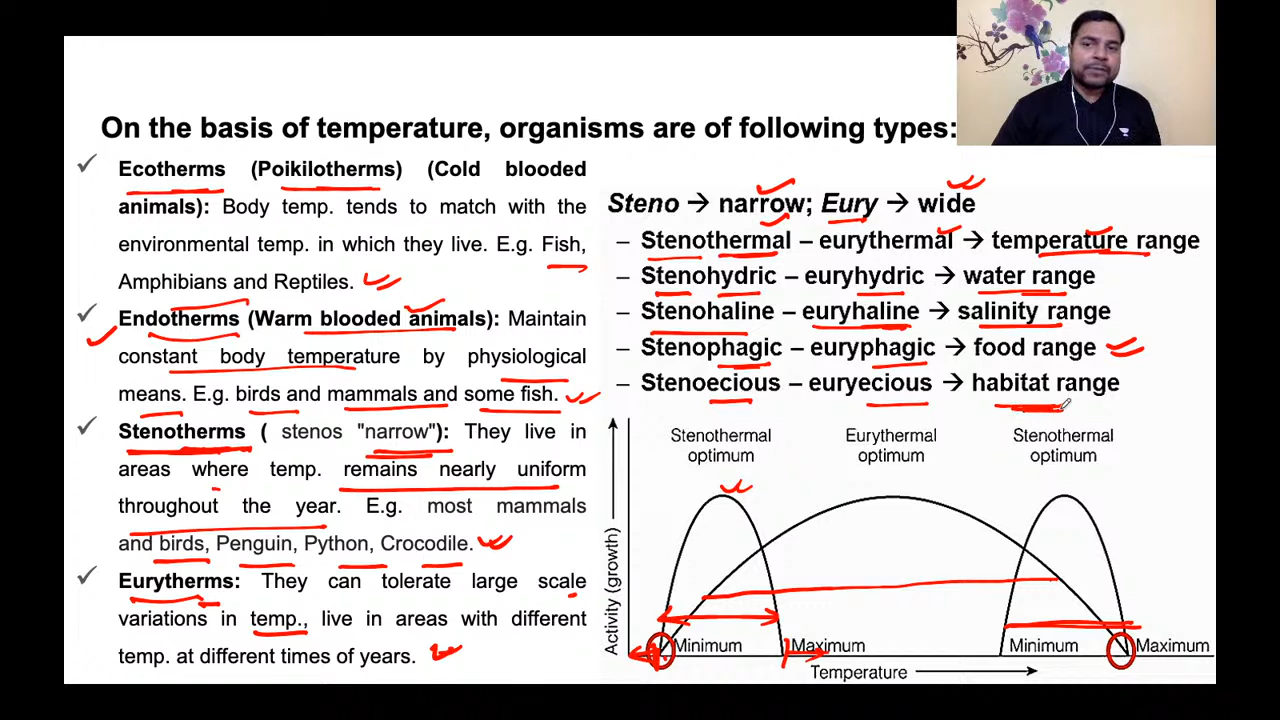 On the basis of temperature, organisms are of following types:
Ecotherms (Poikilotherms) (Cold blooded
animals): Body temp. tends to match with the
environmental temp. in which they live. E.g. Fish,
Amphibians and Reptiles.
Endotherms (Warm blooded animals): Maintain
constant body temperature by physiological
means. E.g. birds and mammals and some fish.
Stenotherms ( stenos "narrow"): They live in
areas where temp. remains nearly uniform
throughout the year. E.g. most mammals
and birds, Penguin, Python, Crocodile.
Eurytherms: They can tolerate large scale
variations in temp., live in areas with different
temp. at different times of years.
Steno → narrow; Eury → wide
– Stenothermal – eurythermal → temperature range
– Stenohydric – euryhydric → water range
– Stenohaline – euryhaline → salinity range
– Stenophagic – euryphagic → food range
– Stenoecious – euryecious → habitat range
Stenothermal
optimum
Eurythermal
optimum
Stenothermal
optimum
Activity (growth)
Minimum
Maximum
Minimum
Maximum
Temperature